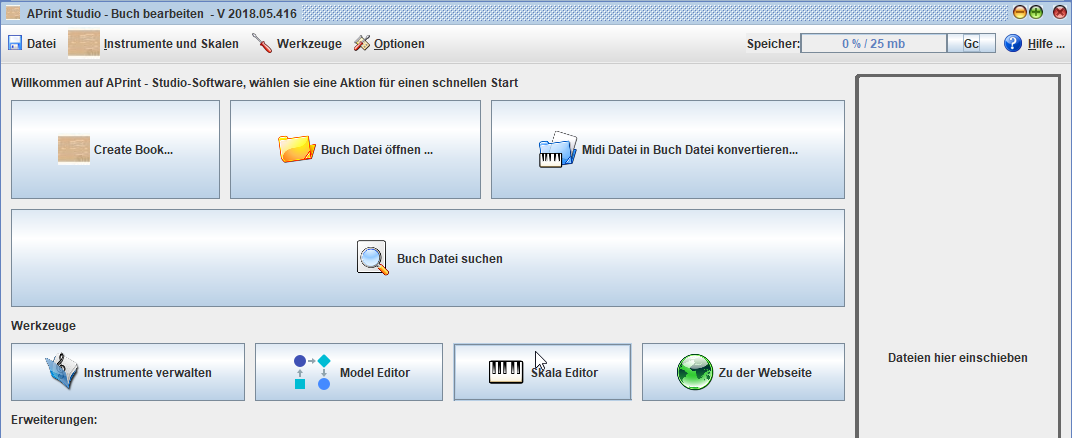 APrint Studio - Buch bearbeiten - V 2018.05.416
Datei Instrumente und Skalen Werkzeuge Optionen Speicher: 0 % / 25 mb Gc Hilfe ...
Willkommen auf APrint - Studio-Software, wählen sie eine Aktion für einen schnellen Start
Create Book... Buch Datei öffnen ... Midi Datei in Buch Datei konvertieren...
Buch Datei suchen
Werkzeuge
Instrumente verwalten Model Editor Skala Editor Zu der Webseite
Dateien hier einschieben
Erweiterungen: